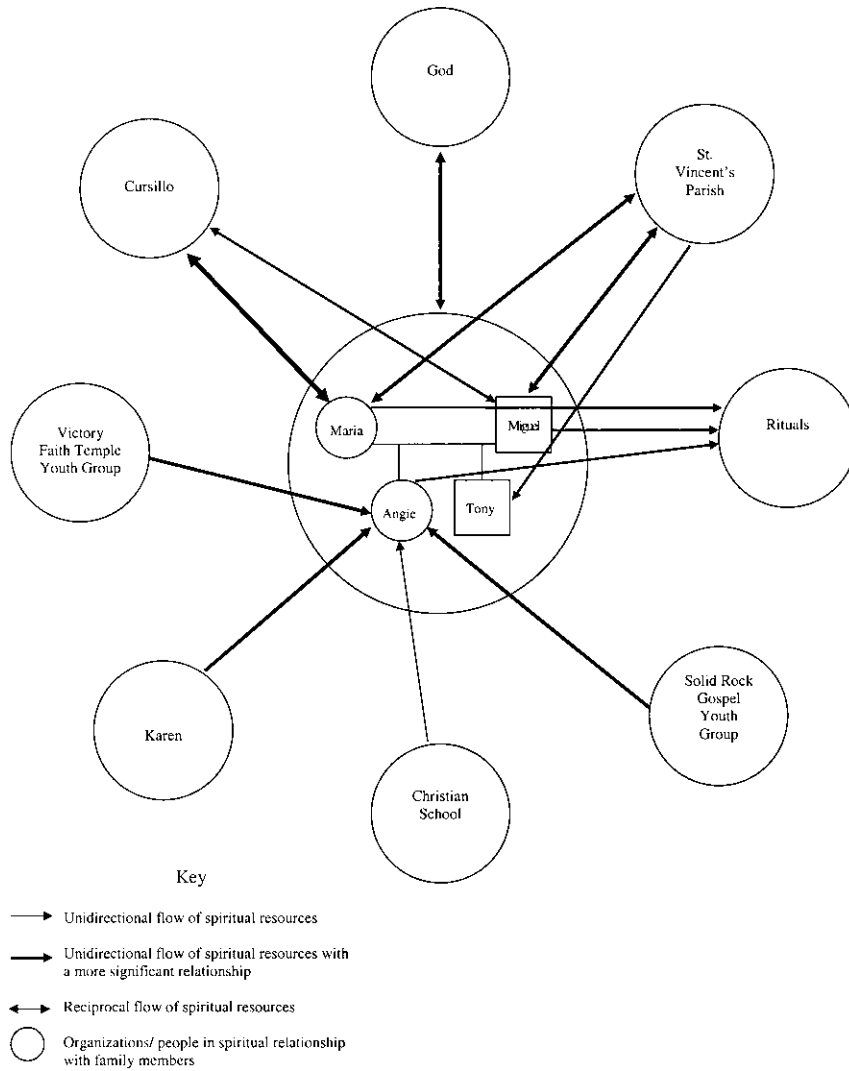 God
St.
Vincent's
Parish
Cursillo
Maria
Miguel
Rituals
Victory
Faith Temple
Youth Group
Angie
Tony
Solid Rock
Gospel
Youth
Group
Karen
Christian
School
Key
Unidirectional flow of spiritual resources
Unidirectional flow of spiritual resources with
a more significant relationship
Reciprocal flow of spiritual resources
Organizations/ people in spiritual relationship
with family members